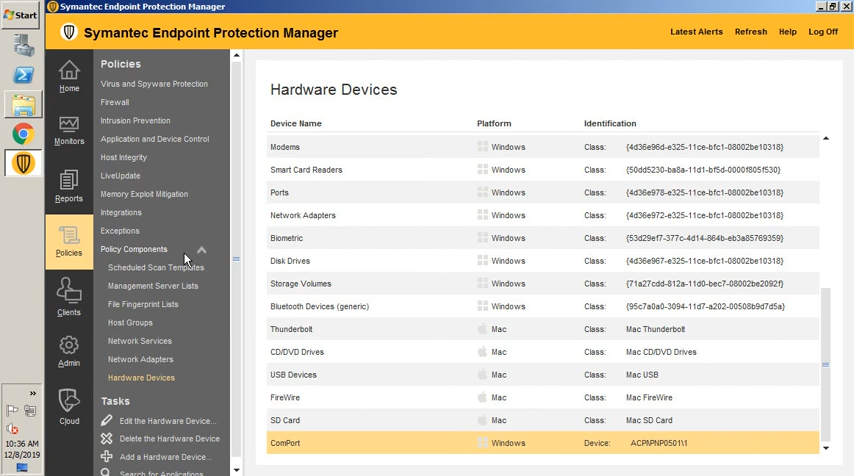 Start
Symantec Endpoint Protection Manager
Symantec Endpoint Protection Manager
Latest Alerts Refresh Help Log Off
Home
Monitors
Reports
Policies
Clients
Admin
Cloud
Policies
Virus and Spyware Protection
Firewall
Intrusion Prevention
Application and Device Control
Host Integrity
LiveUpdate
Memory Exploit Mitigation
Integrations
Exceptions
Policy Components
Scheduled Scan Templates
Management Server Lists
File Fingerprint Lists
Host Groups
Network Services
Network Adapters
Hardware Devices
Tasks
Edit the Hardware Device...
Delete the Hardware Device
Add a Hardware Device...
Search for Applications
Hardware Devices
Device Name Platform Identification
Modems Windows Class: {4d36e96d-e325-11ce-bfc1-08002be10318}
Smart Card Readers Windows Class: {50dd5230-ba8a-11d1-bf5d-0000f805f530}
Ports Windows Class: {4d36e978-e325-11ce-bfc1-08002be10318}
Network Adapters Windows Class: {4d36e972-e325-11ce-bfc1-08002be10318}
Biometric Windows Class: {53d29ef7-377c-4d14-864b-eb3a85769359}
Disk Drives Windows Class: {4d36e967-e325-11ce-bfc1-08002be10318}
Storage Volumes Windows Class: {71a27cdd-812a-11d0-bec7-08002be2092f}
Bluetooth Devices (generic) Windows Class: {95c7a0a0-3094-11d7-a202-00508b9d7d5a}
Thunderbolt Mac Class: Mac Thunderbolt
CD/DVD Drives Mac Class: Mac CD/DVD Drives
USB Devices Mac Class: Mac USB
FireWire Mac Class: Mac FireWire
SD Card Mac Class: Mac SD Card
ComPort Windows Device: ACPI\PNP0501\1
10:36 AM
12/8/2019